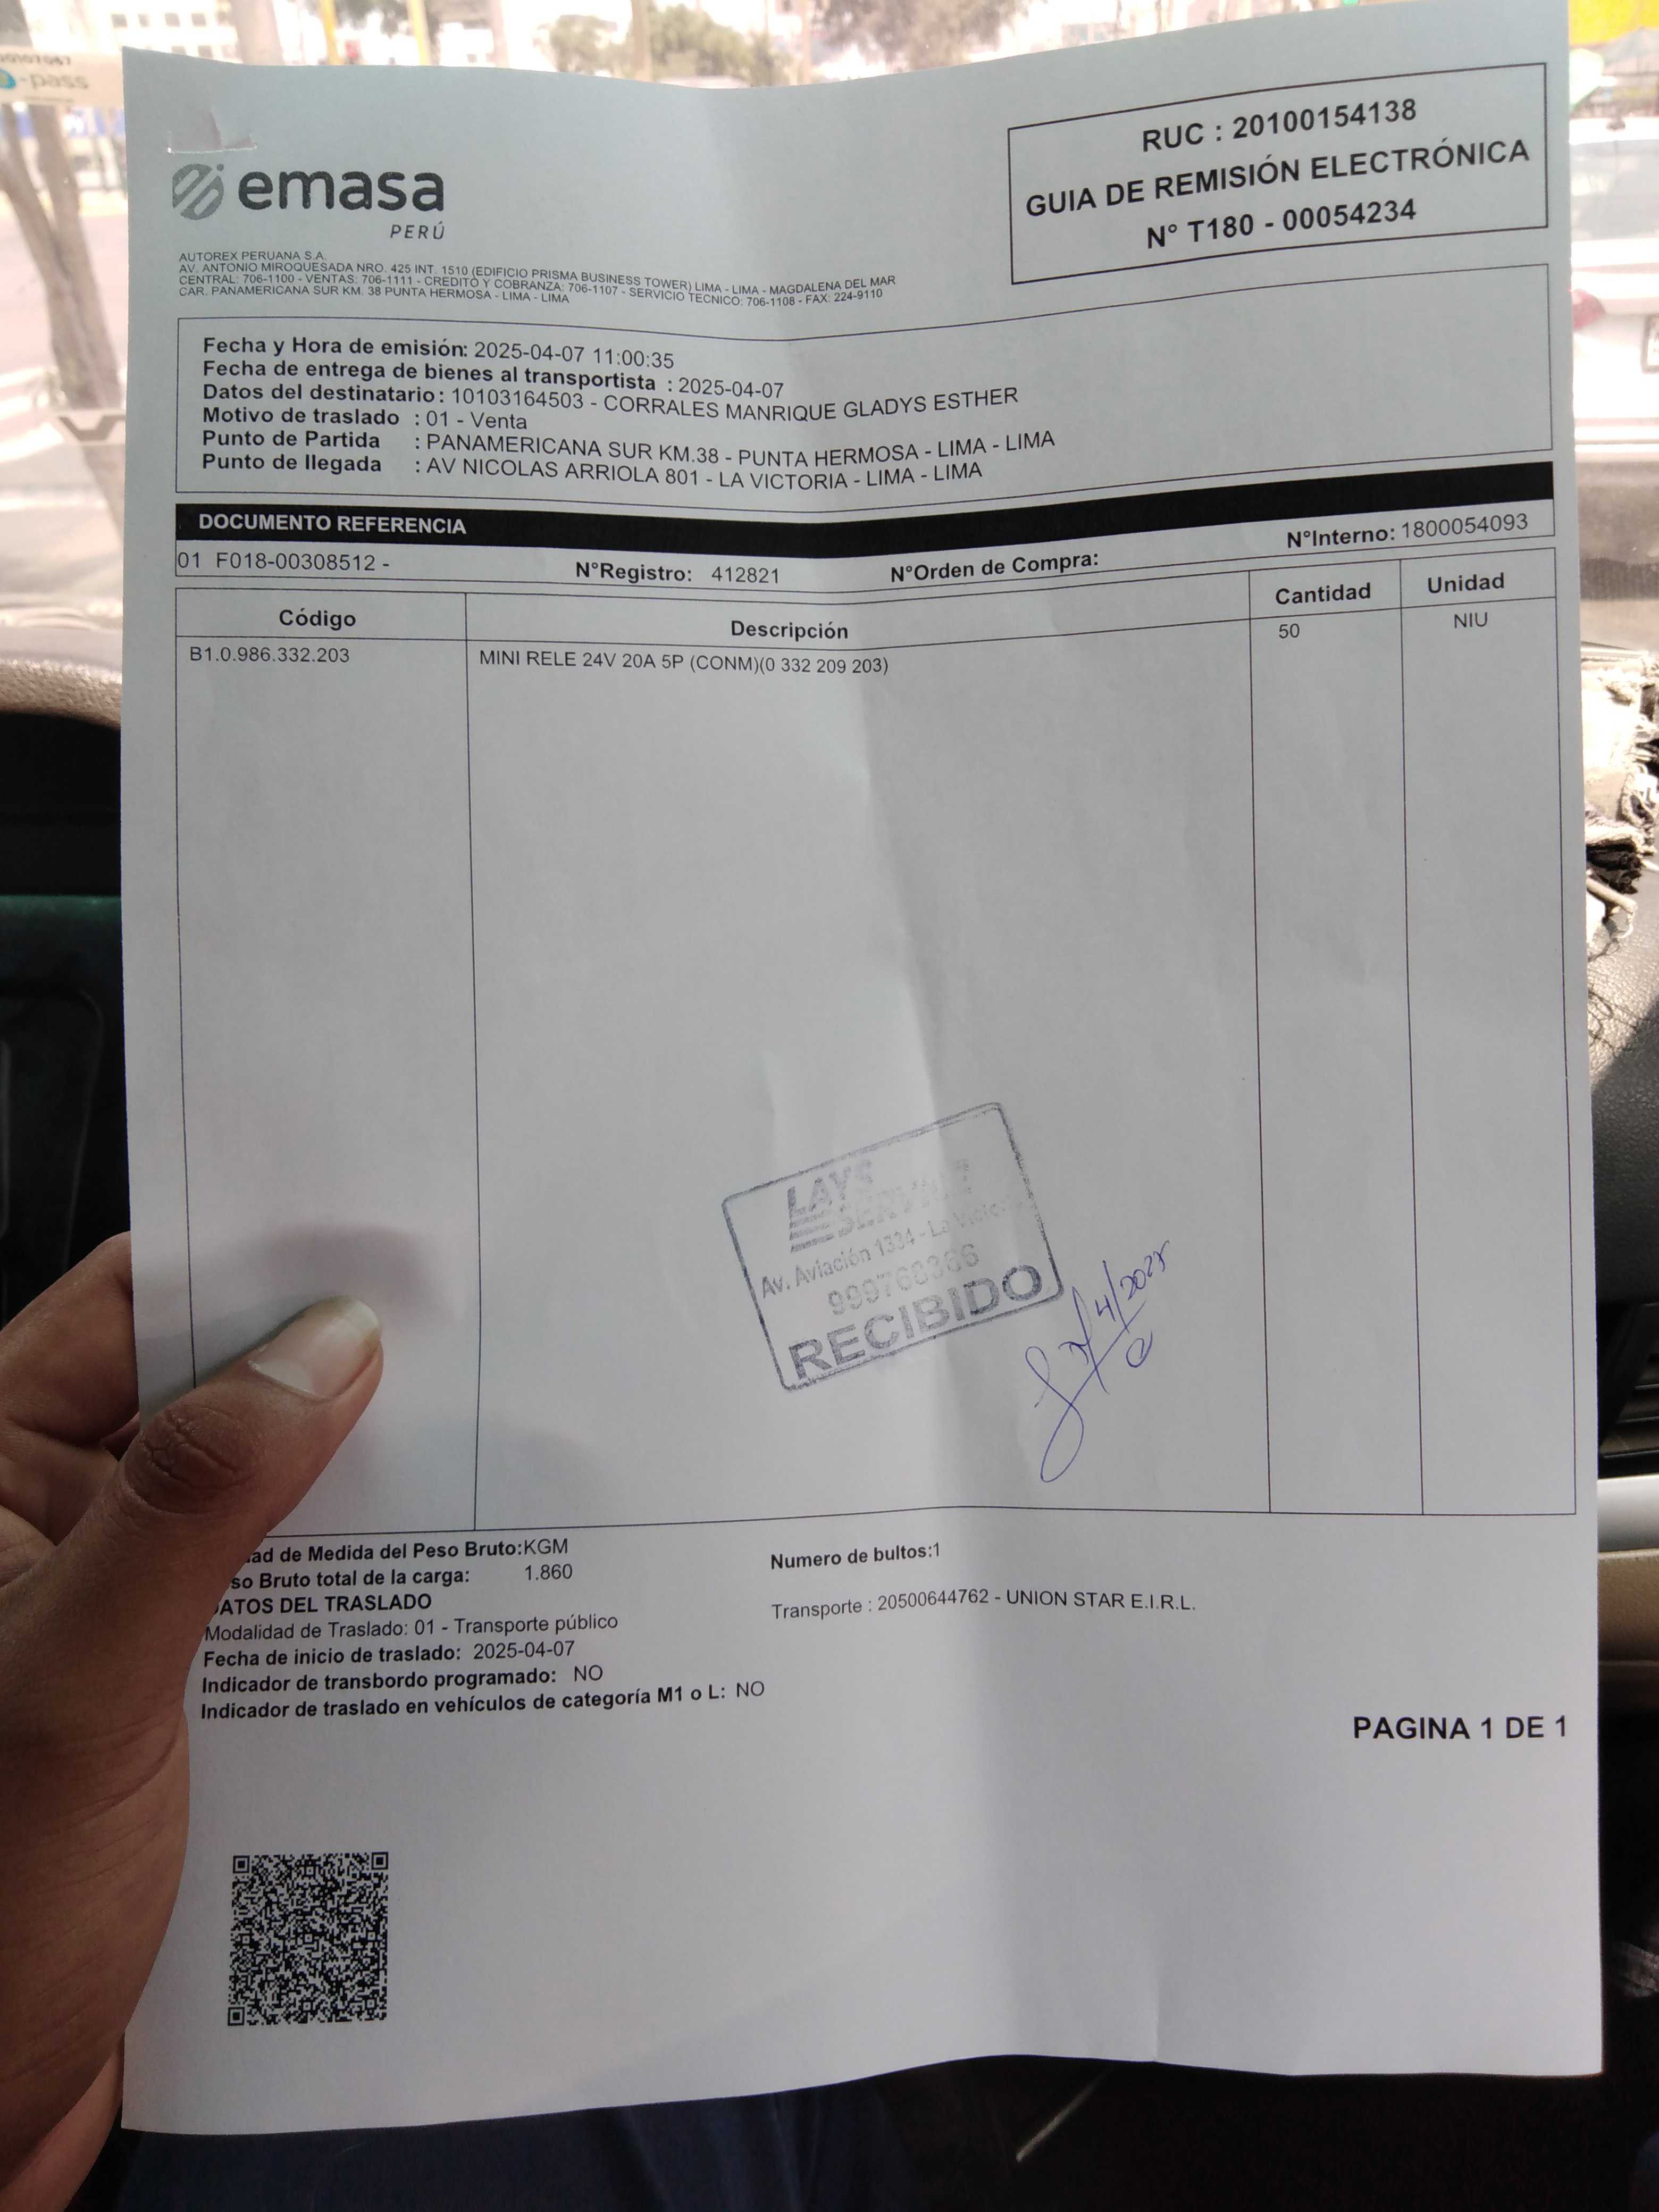 -pass
emasa
PERÚ
RUC : 20100154138
GUIA DE REMISIÓN ELECTRÓNICA
N° T180 - 00054234
AUTOREX PERUANA S.A.
AV. ANTONIO MIROQUESADA NRO. 425 INT. 1510 (EDIFICIO PRISMA BUSINESS TOWER) LIMA - LIMA - MAGDALENA DEL MAR
CENTRAL: 706-1100 - VENTAS: 706-1111 - CREDITO Y COBRANZA: 706-1107 - SERVICIO TECNICO: 706-1108 - FAX: 224-9110
CAR. PANAMERICANA SUR KM. 38 PUNTA HERMOSA - LIMA - LIMA
Fecha y Hora de emisión: 2025-04-07 11:00:35
Fecha de entrega de bienes al transportista : 2025-04-07
Datos del destinatario : 10103164503 - CORRALES MANRIQUE GLADYS ESTHER
Motivo de traslado : 01 - Venta
Punto de Partida : PANAMERICANA SUR KM.38 - PUNTA HERMOSA - LIMA - LIMA
Punto de llegada : AV NICOLAS ARRIOLA 801 - LA VICTORIA - LIMA - LIMA
DOCUMENTO REFERENCIA
01 F018-00308512 - N°Registro: 412821 N°Orden de Compra: N°Interno: 1800054093
Código Descripción Cantidad Unidad
B1.0.986.332.203 MINI RELE 24V 20A 5P (CONM)(0 332 209 203) 50 NIU
LAYS
Av. Aviación 1334 - La Victoria
RECIBIDO
ad de Medida del Peso Bruto:KGM Numero de bultos:1
so Bruto total de la carga: 1.860
DATOS DEL TRASLADO Transporte : 20500644762 - UNION STAR E.I.R.L.
Modalidad de Traslado: 01 - Transporte público
Fecha de inicio de traslado: 2025-04-07
Indicador de transbordo programado: NO
Indicador de traslado en vehículos de categoría M1 o L: NO
PAGINA 1 DE 1